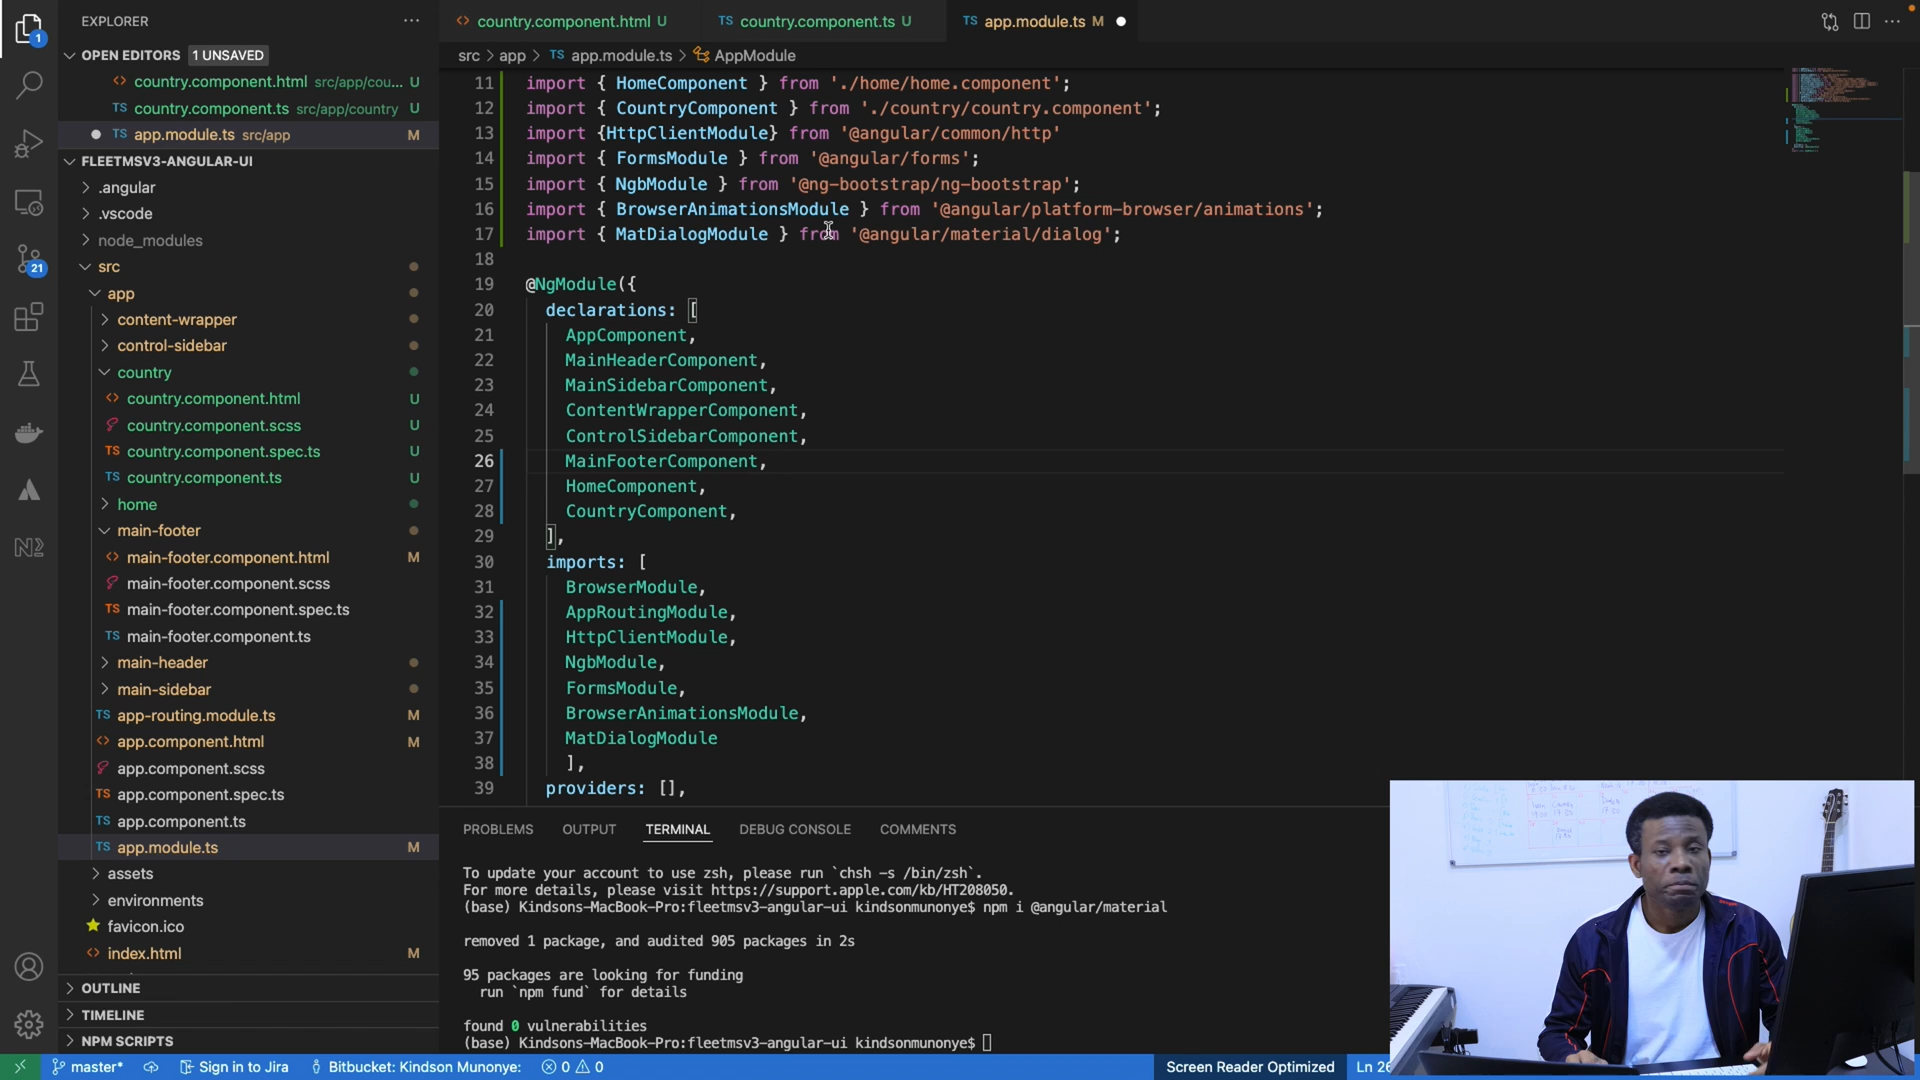 EXPLORER
OPEN EDITORS 1 UNSAVED
country.component.html src/app/cou... U
country.component.ts src/app/country U
app.module.ts src/app M
FLEETMSV3-ANGULAR-UI
.angular
.vscode
node_modules
src
app
content-wrapper
control-sidebar
country
country.component.html U
country.component.scss U
country.component.spec.ts U
country.component.ts U
home
main-footer
main-footer.component.html M
main-footer.component.scss
main-footer.component.spec.ts
main-footer.component.ts
main-header
main-sidebar
app-routing.module.ts M
app.component.html M
app.component.scss
app.component.spec.ts
app.component.ts
app.module.ts M
assets
environments
favicon.ico
index.html M
OUTLINE
TIMELINE
NPM SCRIPTS
1
21
country.component.html U
country.component.ts U
app.module.ts M
src > app > TS app.module.ts > AppModule
11 import { HomeComponent } from './home/home.component';
12 import { CountryComponent } from './country/country.component';
13 import {HttpClientModule} from '@angular/common/http'
14 import { FormsModule } from '@angular/forms';
15 import { NgbModule } from '@ng-bootstrap/ng-bootstrap';
16 import { BrowserAnimationsModule } from '@angular/platform-browser/animations';
17 import { MatDialogModule } from '@angular/material/dialog';
18
19 @NgModule({
20 declarations: [
21 AppComponent,
22 MainHeaderComponent,
23 MainSidebarComponent,
24 ContentWrapperComponent,
25 ControlSidebarComponent,
26 MainFooterComponent,
27 HomeComponent,
28 CountryComponent,
29 ],
30 imports: [
31 BrowserModule,
32 AppRoutingModule,
33 HttpClientModule,
34 NgbModule,
35 FormsModule,
36 BrowserAnimationsModule,
37 MatDialogModule
38 ],
39 providers: [],
PROBLEMS OUTPUT TERMINAL DEBUG CONSOLE COMMENTS
To update your account to use zsh, please run `chsh -s /bin/zsh`.
For more details, please visit https://support.apple.com/kb/HT208050.
(base) Kindsons-MacBook-Pro:fleetmsv3-angular-ui kindsonmunonye$ npm i @angular/material
removed 1 package, and audited 905 packages in 2s
95 packages are looking for funding
run `npm fund` for details
found 0 vulnerabilities
(base) Kindsons-MacBook-Pro:fleetmsv3-angular-ui kindsonmunonye$
master* Sign in to Jira Bitbucket: Kindson Munonye: 0 0 Screen Reader Optimized Ln 26